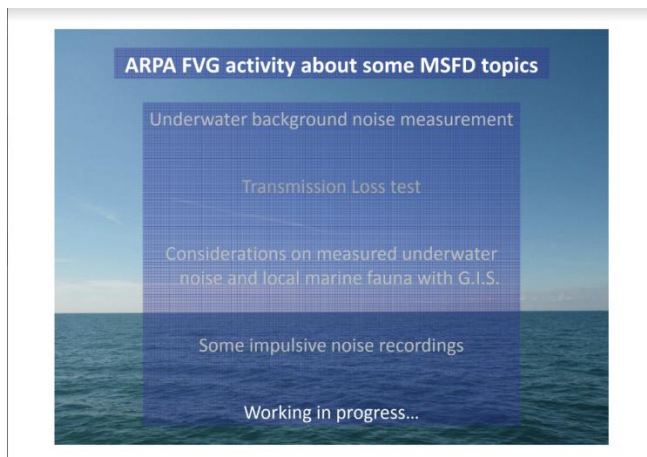 ARPA FVG activity about some MSFD topics
Underwater background noise measurement
Transmission Loss test
Considerations on measured underwater
noise and local marine fauna with G.I.S.
Some impulsive noise recordings
Working in progress…